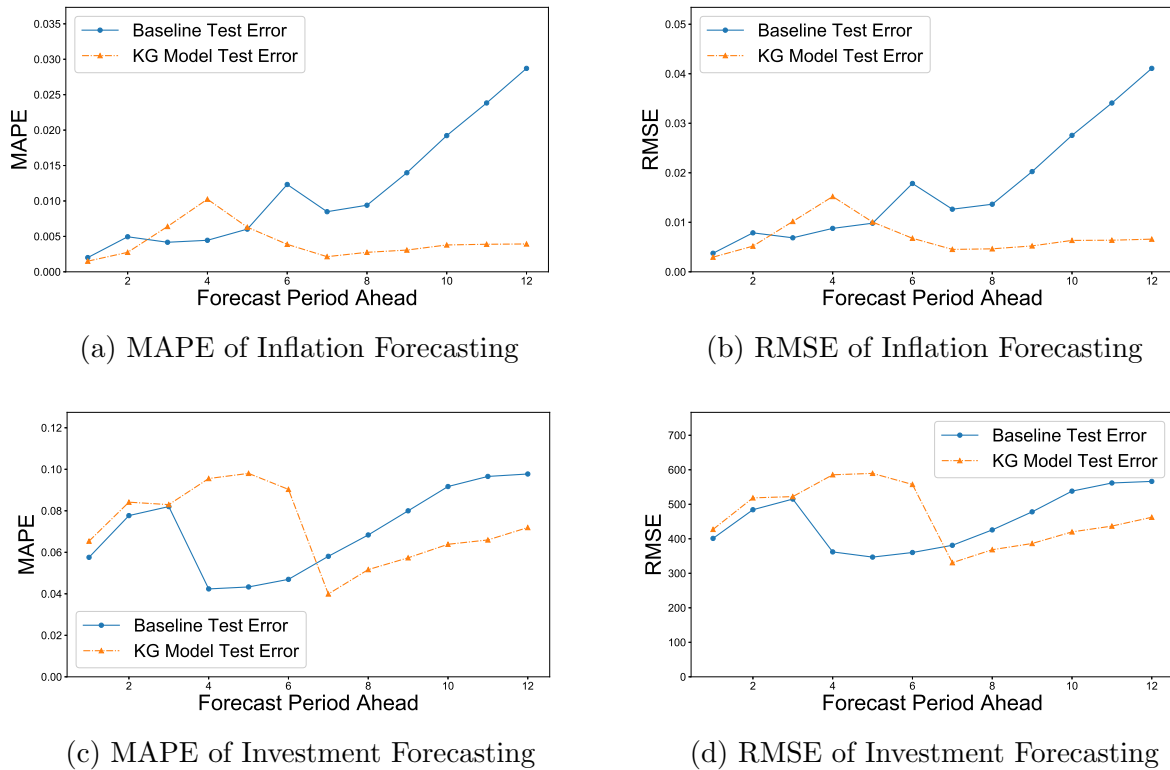 0.035
0.030
0.025
0.020
0.015
0.010
0.005
0.000
MAPE
Baseline Test Error
KG Model Test Error
2 4 6 8 10 12
Forecast Period Ahead
(a) MAPE of Inflation Forecasting
0.05
0.04
0.03
0.02
0.01
0.00
RMSE
Baseline Test Error
KG Model Test Error
2 4 6 8 10 12
Forecast Period Ahead
(b) RMSE of Inflation Forecasting
0.12
0.10
0.08
0.06
0.04
0.02
0.00
MAPE
Baseline Test Error
KG Model Test Error
2 4 6 8 10 12
Forecast Period Ahead
(c) MAPE of Investment Forecasting
700
600
500
400
300
200
100
0
RMSE
Baseline Test Error
KG Model Test Error
2 4 6 8 10 12
Forecast Period Ahead
(d) RMSE of Investment Forecasting